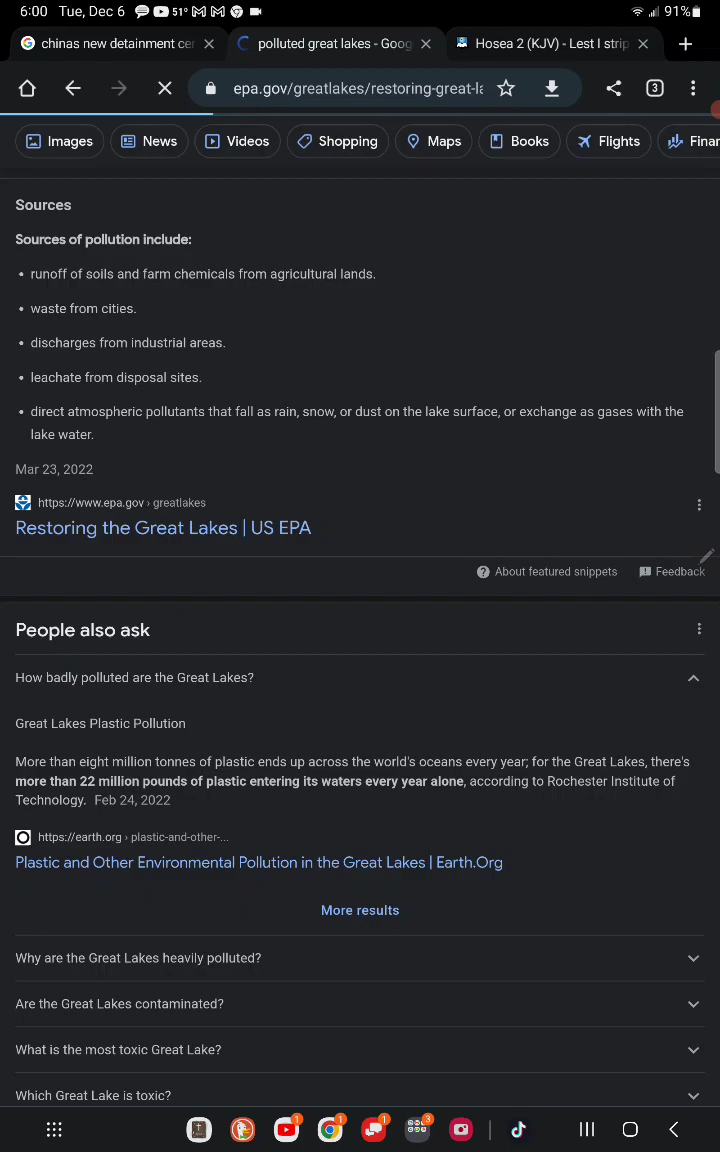 6:00 Tue, Dec 6 51° 91%
chinas new detainment cer
polluted great lakes - Goog
Hosea 2 (KJV) - Lest I strip
epa.gov/greatlakes/restoring-great-la
3
Images
News
Videos
Shopping
Maps
Books
Flights
Finan
Sources
Sources of pollution include:
• runoff of soils and farm chemicals from agricultural lands.
• waste from cities.
• discharges from industrial areas.
• leachate from disposal sites.
• direct atmospheric pollutants that fall as rain, snow, or dust on the lake surface, or exchange as gases with the
lake water.
Mar 23, 2022
https://www.epa.gov › greatlakes
Restoring the Great Lakes | US EPA
About featured snippets
Feedback
People also ask
How badly polluted are the Great Lakes?
Great Lakes Plastic Pollution
More than eight million tonnes of plastic ends up across the world's oceans every year; for the Great Lakes, there's
more than 22 million pounds of plastic entering its waters every year alone, according to Rochester Institute of
Technology. Feb 24, 2022
https://earth.org › plastic-and-other-...
Plastic and Other Environmental Pollution in the Great Lakes | Earth.Org
More results
Why are the Great Lakes heavily polluted?
Are the Great Lakes contaminated?
What is the most toxic Great Lake?
Which Great Lake is toxic?
1 1 1 3